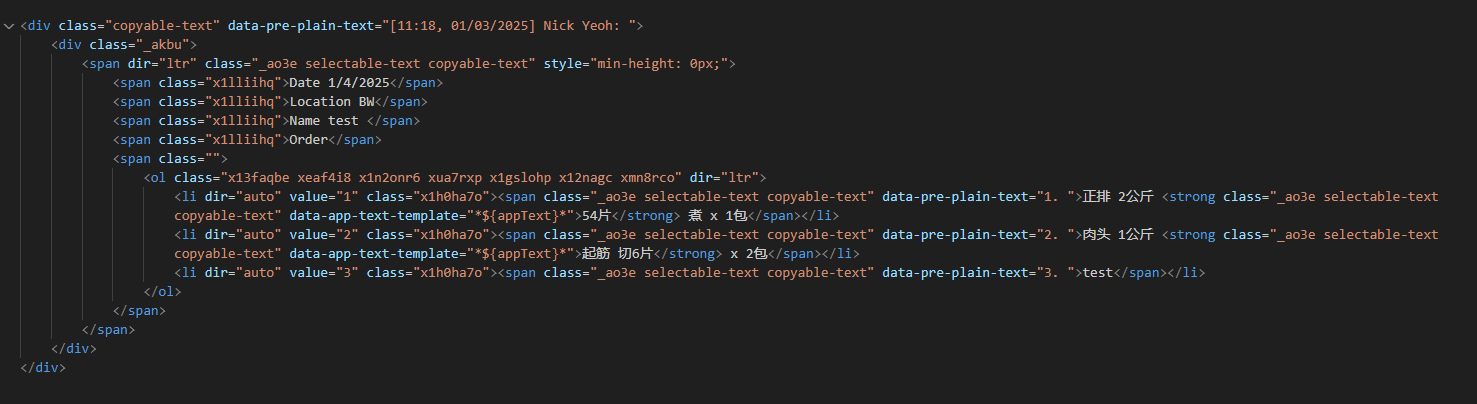 <div class="copyable-text" data-pre-plain-text="[11:18, 01/03/2025] Nick Yeoh: ">
<div class="_akbu">
<span dir="ltr" class="_ao3e selectable-text copyable-text" style="min-height: 0px;">
<span class="x1lliihq">Date 1/4/2025</span>
<span class="x1lliihq">Location BW</span>
<span class="x1lliihq">Name test </span>
<span class="x1lliihq">Order</span>
<span class="">
<ol class="x13faqbe xeaf4i8 x1n2onr6 xua7rxp x1gslohp x12nagc xmn8rco" dir="ltr">
<li dir="auto" value="1" class="x1h0ha7o"><span class="_ao3e selectable-text copyable-text" data-pre-plain-text="1. ">正排 2公斤 <strong class="_ao3e selectable-text
copyable-text" data-app-text-template="*${appText}*">54片</strong> 煮 x 1包</span></li>
<li dir="auto" value="2" class="x1h0ha7o"><span class="_ao3e selectable-text copyable-text" data-pre-plain-text="2. ">肉头 1公斤 <strong class="_ao3e selectable-text
copyable-text" data-app-text-template="*${appText}*">起筋 切6片</strong> x 2包</span></li>
<li dir="auto" value="3" class="x1h0ha7o"><span class="_ao3e selectable-text copyable-text" data-pre-plain-text="3. ">test</span></li>
</ol>
</span>
</span>
</div>
</div>